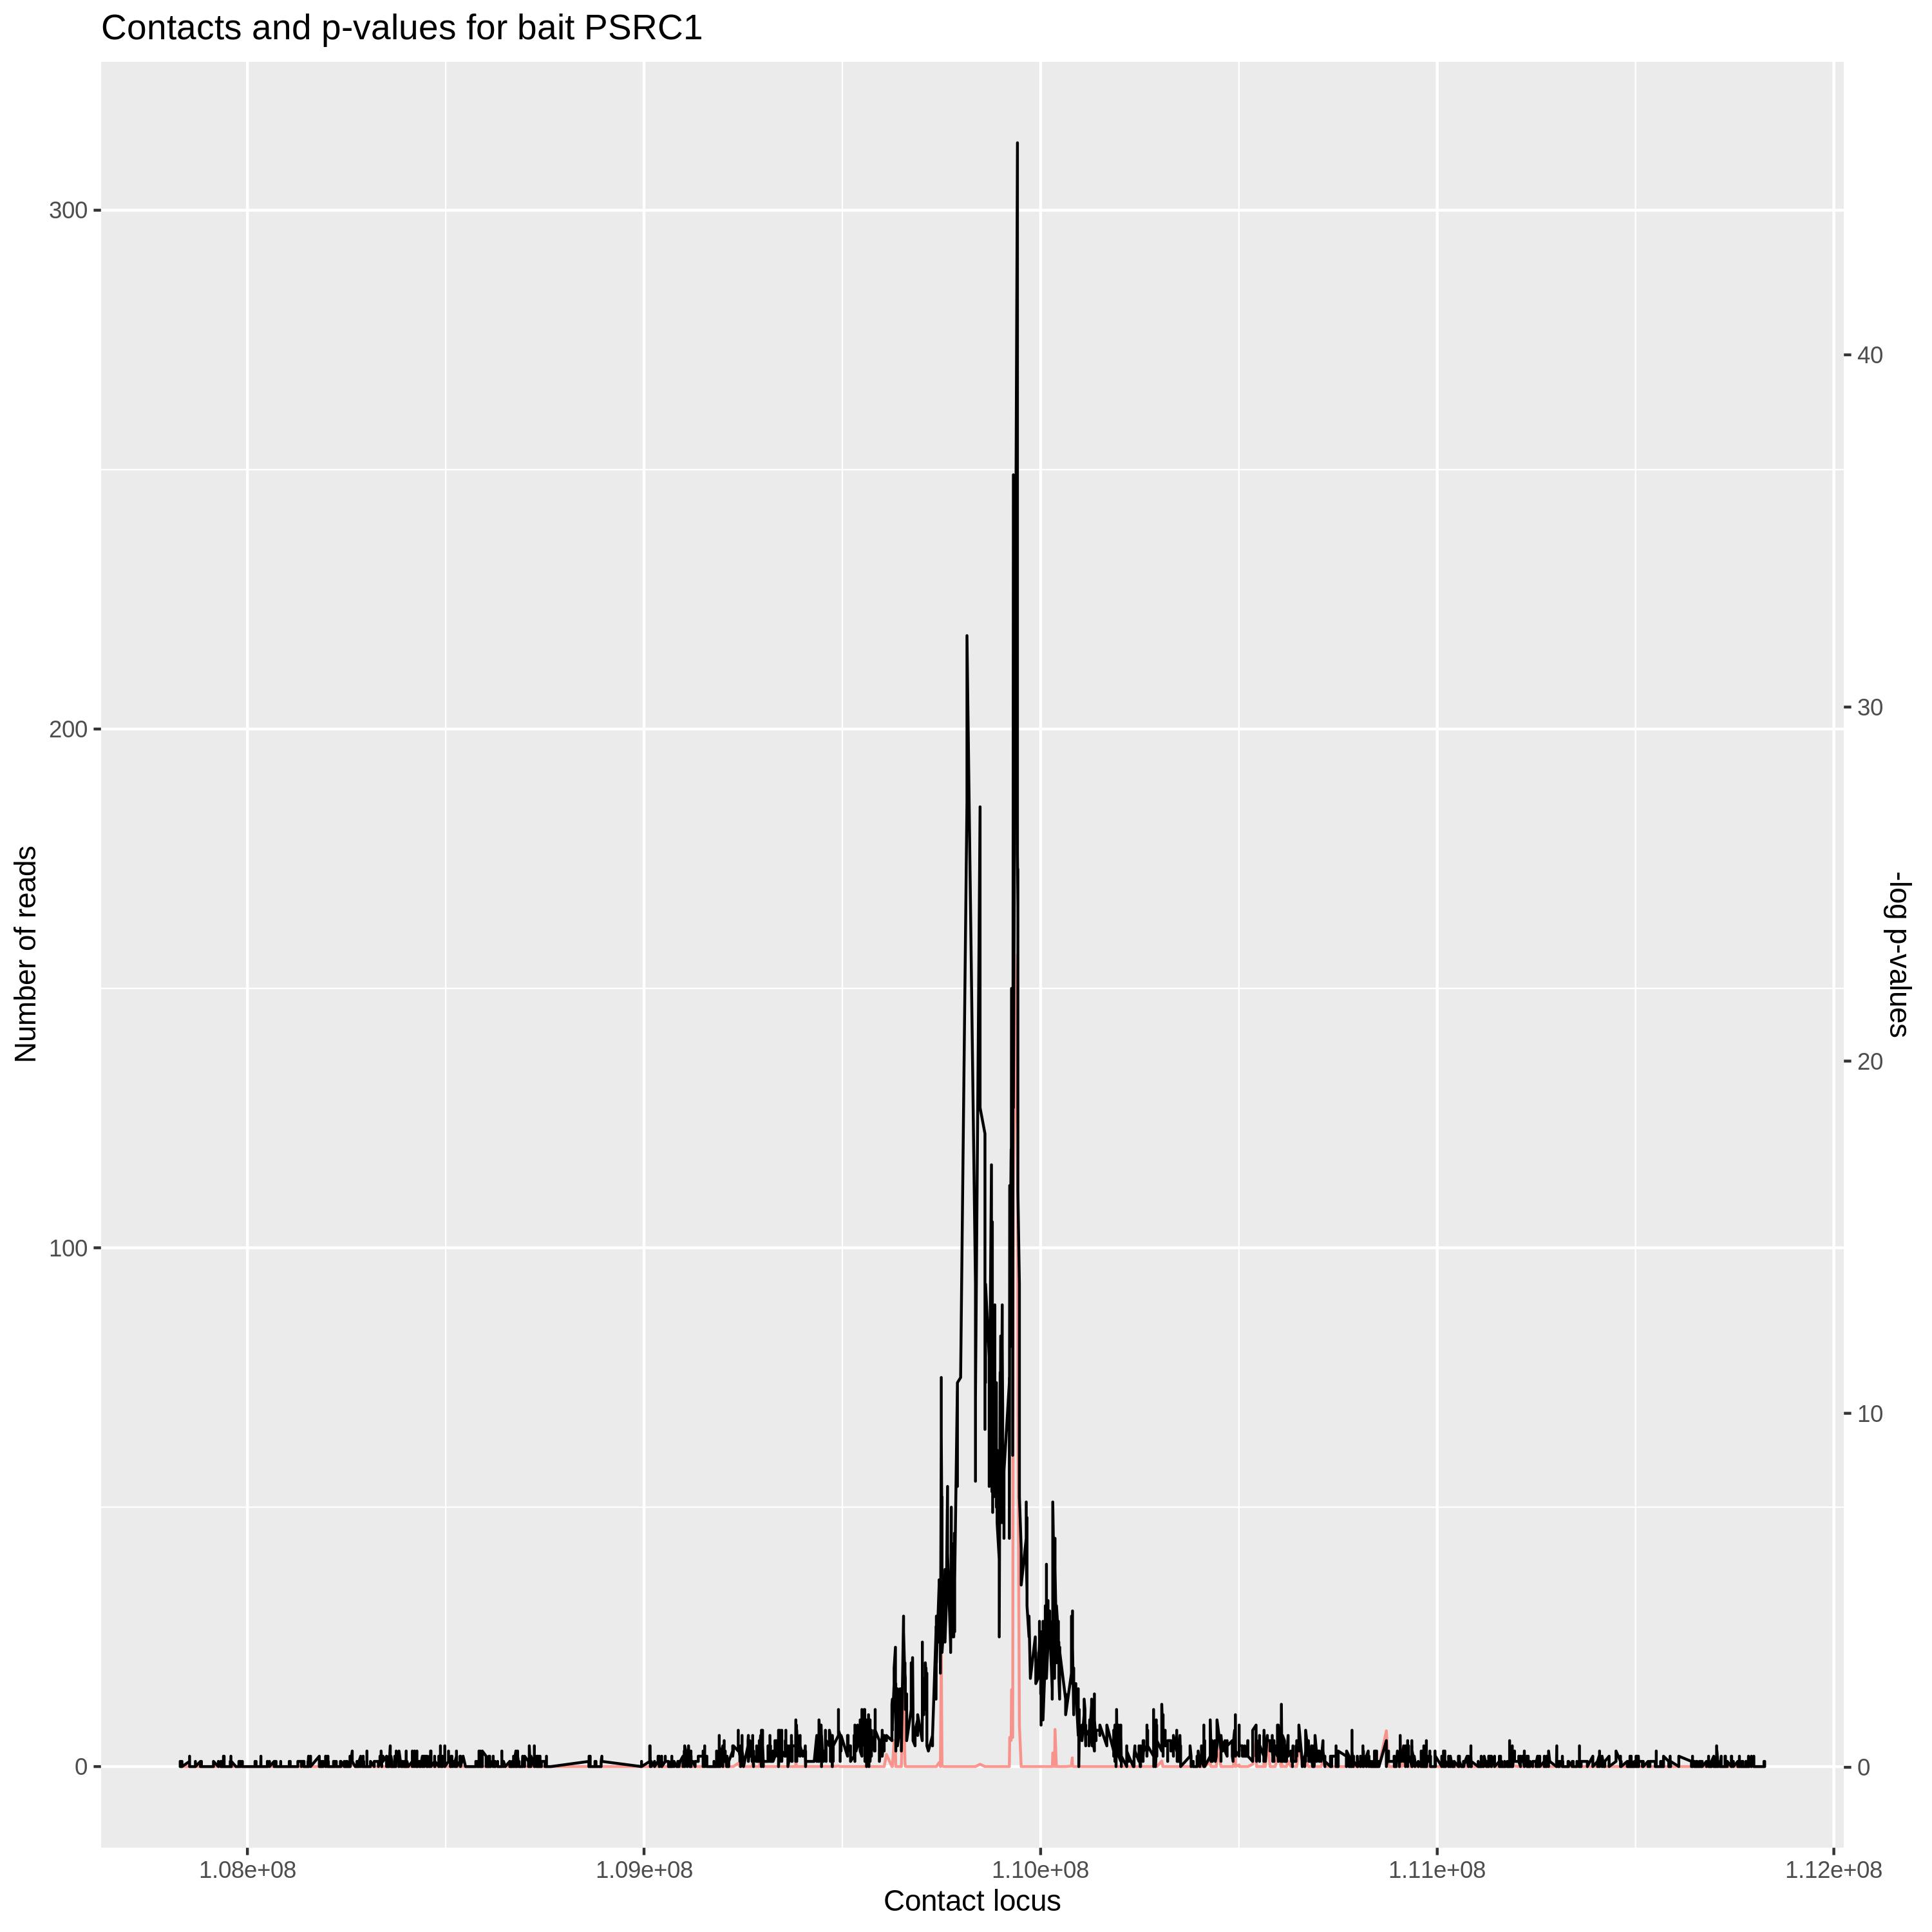 Contacts and p-values for bait PSRC1
300
200
100
0
Number of reads
40
30
20
10
0
-log p-values
1.08e+08
1.09e+08
1.10e+08
1.11e+08
1.12e+08
Contact locus